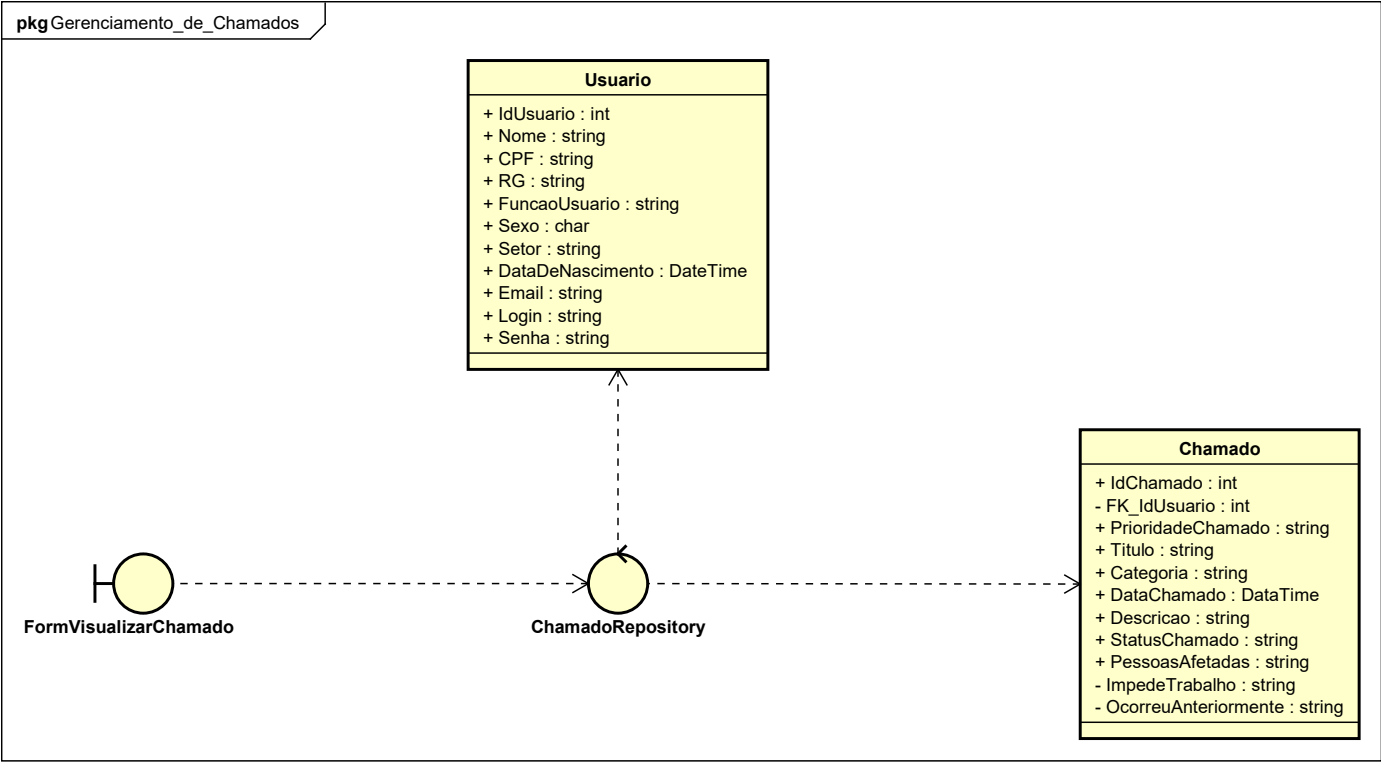 pkg Gerenciamento_de_Chamados
Usuario
+ IdUsuario : int
+ Nome : string
+ CPF : string
+ RG : string
+ FuncaoUsuario : string
+ Sexo : char
+ Setor : string
+ DataDeNascimento : DateTime
+ Email : string
+ Login : string
+ Senha : string
Chamado
+ IdChamado : int
- FK_IdUsuario : int
+ PrioridadeChamado : string
+ Titulo : string
+ Categoria : string
+ DataChamado : DataTime
+ Descricao : string
+ StatusChamado : string
+ PessoasAfetadas : string
- ImpedeTrabalho : string
- OcorreuAnteriormente : string
FormVisualizarChamado
ChamadoRepository